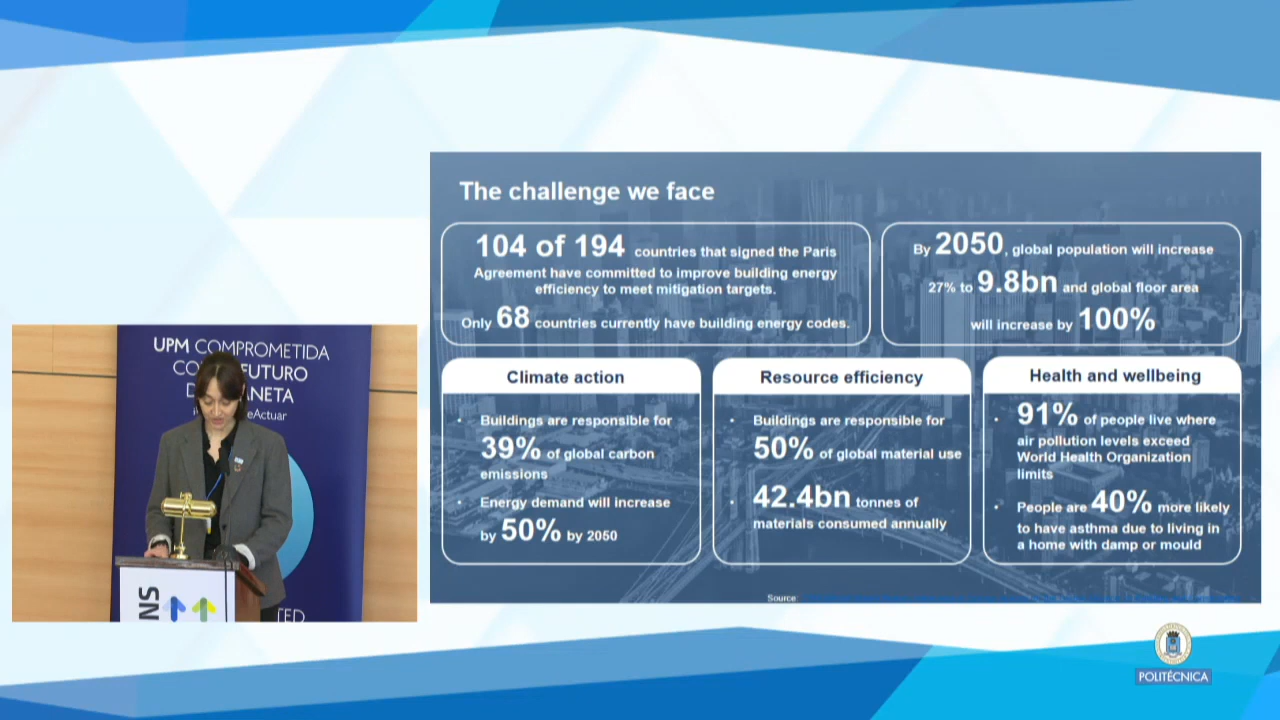 The challenge we face
104 of 194 countries that signed the Paris
Agreement have committed to improve building energy
efficiency to meet mitigation targets.
Only 68 countries currently have building energy codes.
By 2050, global population will increase
27% to 9.8bn and global floor area
will increase by 100%
Climate action
• Buildings are responsible for
39% of global carbon
emissions
• Energy demand will increase
by 50% by 2050
Resource efficiency
• Buildings are responsible for
50% of global material use
• 42.4bn tonnes of
materials consumed annually
Health and wellbeing
• 91% of people live where
air pollution levels exceed
World Health Organization
limits
• People are 40% more likely
to have asthma due to living in
a home with damp or mould
Source:
UPM COMPROMETIDA
FUTURO
eActuar
NS
POLITÉCNICA